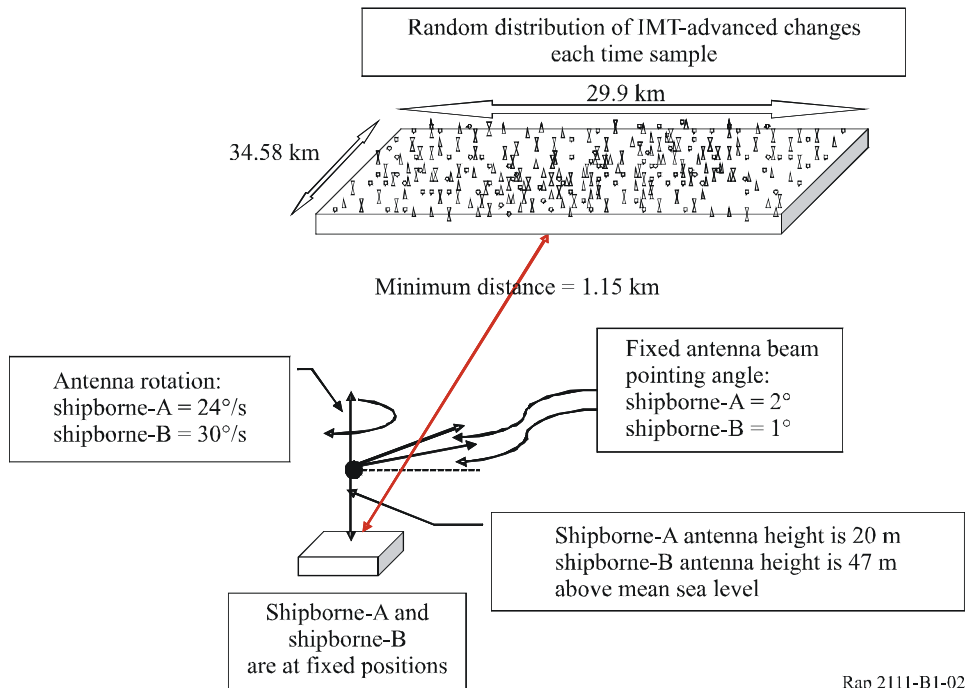 Random distribution of IMT-advanced changes
each time sample
29.9 km
34.58 km
Minimum distance = 1.15 km
Antenna rotation:
shipborne-A = 24°/s
shipborne-B = 30°/s
Fixed antenna beam
pointing angle:
shipborne-A = 2°
shipborne-B = 1°
Shipborne-A antenna height is 20 m
shipborne-B antenna height is 47 m
above mean sea level
Shipborne-A and
shipborne-B
are at fixed positions
Rap 2111-B1-02